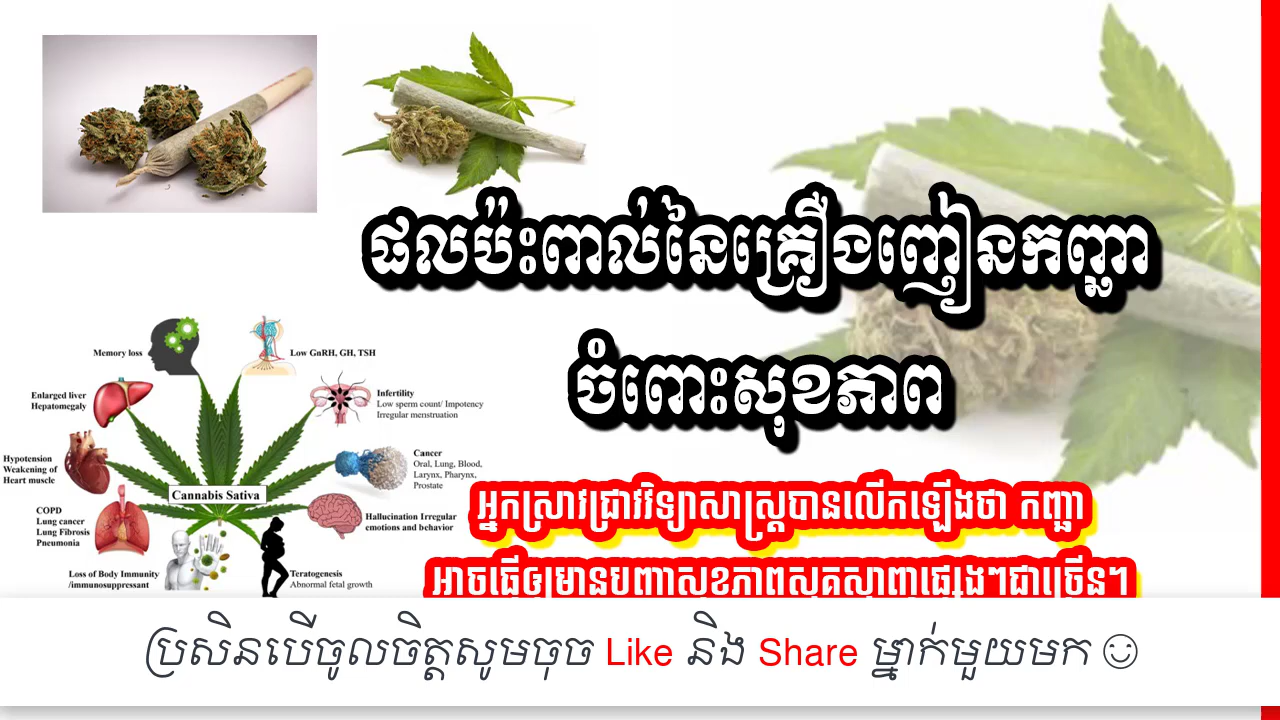 ផលប៉ះពាល់នៃគ្រឿងញៀនកញ្ឆា
ចំពោះសុខភាព
Memory loss
Low GnRH, GH, TSH
Enlarged liver
Hepatomegaly
Infertility
Low sperm count/ Impotency
Irregular menstruation
Hypotension
Weakening of
Heart muscle
Cancer
Oral, Lung, Blood,
Larynx, Pharynx,
Prostate
Cannabis Sativa
COPD
Lung cancer
Lung Fibrosis
Pneumonia
Hallucination Irregular
emotions and behavior
Loss of Body Immunity
/immunosuppressant
Teratogenesis
Abnormal fetal growth
អ្នកស្រាវជ្រាវវិទ្យាសាស្ត្របានលើកឡើងថា កញ្ឆា
អាចធ្វើឲ្យមានបញ្ហាសុខភាពស្មុគស្មាញផ្សេងៗជាច្រើន។
ប្រសិនបើចូលចិត្តសូមចុច Like និង Share ម្នាក់មួយមក ☺